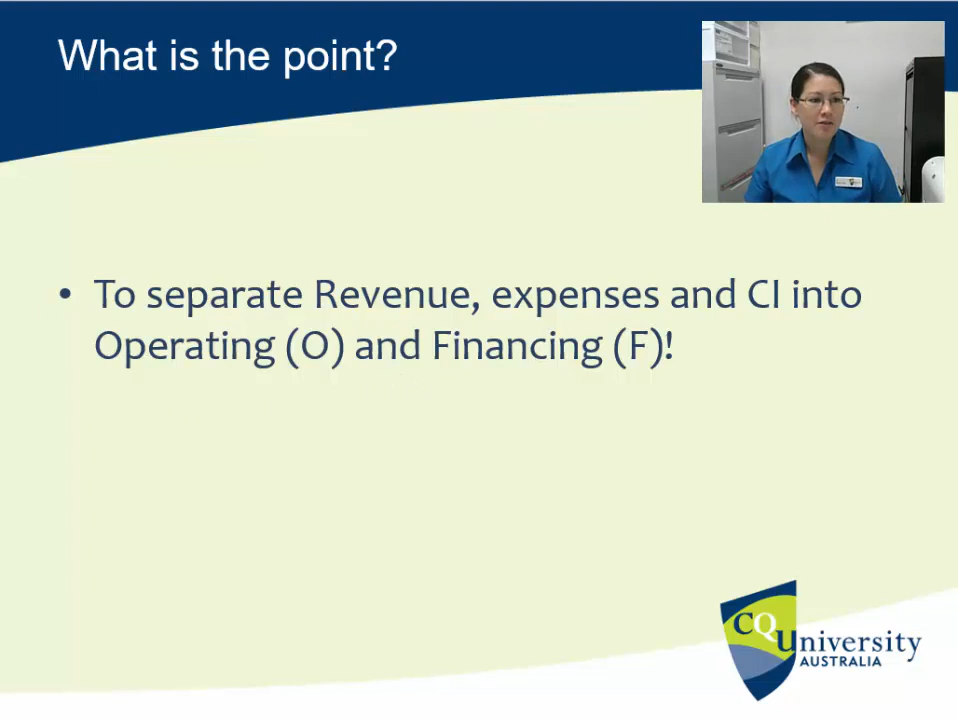 What is the point?
• To separate Revenue, expenses and CI into
Operating (O) and Financing (F)!
CQUniversity
AUSTRALIA